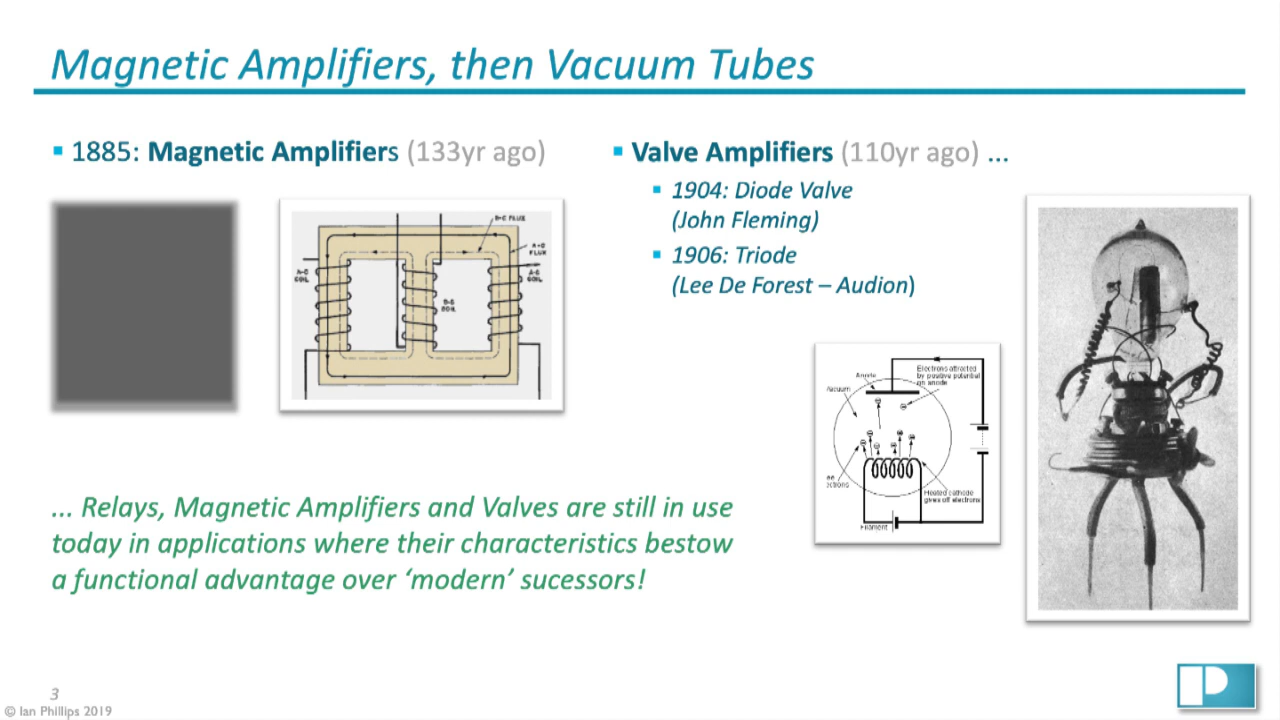 Magnetic Amplifiers, then Vacuum Tubes
1885: Magnetic Amplifiers (133yr ago)
D-C FLUX
A-C
FLUX
A-C
COIL
A-C
COIL
D-C
COIL
Valve Amplifiers (110yr ago) ...
1904: Diode Valve
(John Fleming)
1906: Triode
(Lee De Forest – Audion)
Electrons attracted
by positive potential
on anode
Anode
Vacuum
Heated cathode
gives off electrons
Filament
... Relays, Magnetic Amplifiers and Valves are still in use
today in applications where their characteristics bestow
a functional advantage over ‘modern’ sucessors!
3
© Ian Phillips 2019
P